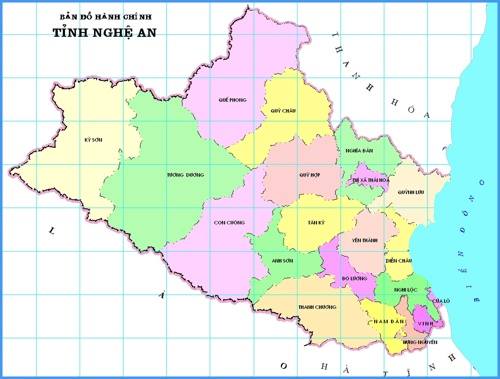 BẢN ĐỒ HÀNH CHÍNH
TỈNH NGHỆ AN
THANH HÓA
QUẾ PHONG
QUỲ CHÂU
KỲ SƠN
NGHĨA ĐÀN
TƯƠNG DƯƠNG
QUỲ HỢP
THỊ XÃ THÁI HOÀ
QUỲNH LƯU
CON CUÔNG
TÂN KỲ
YÊN THÀNH
LA
O
ANH SƠN
DIỄN CHÂU
ĐÔ LƯƠNG
NGHI LỘC
CỬA LÒ
THANH CHƯƠNG
NAM ĐÀN
VINH
HƯNG NGUYÊN
HÀ TĨNH
BIỂN ĐÔNG